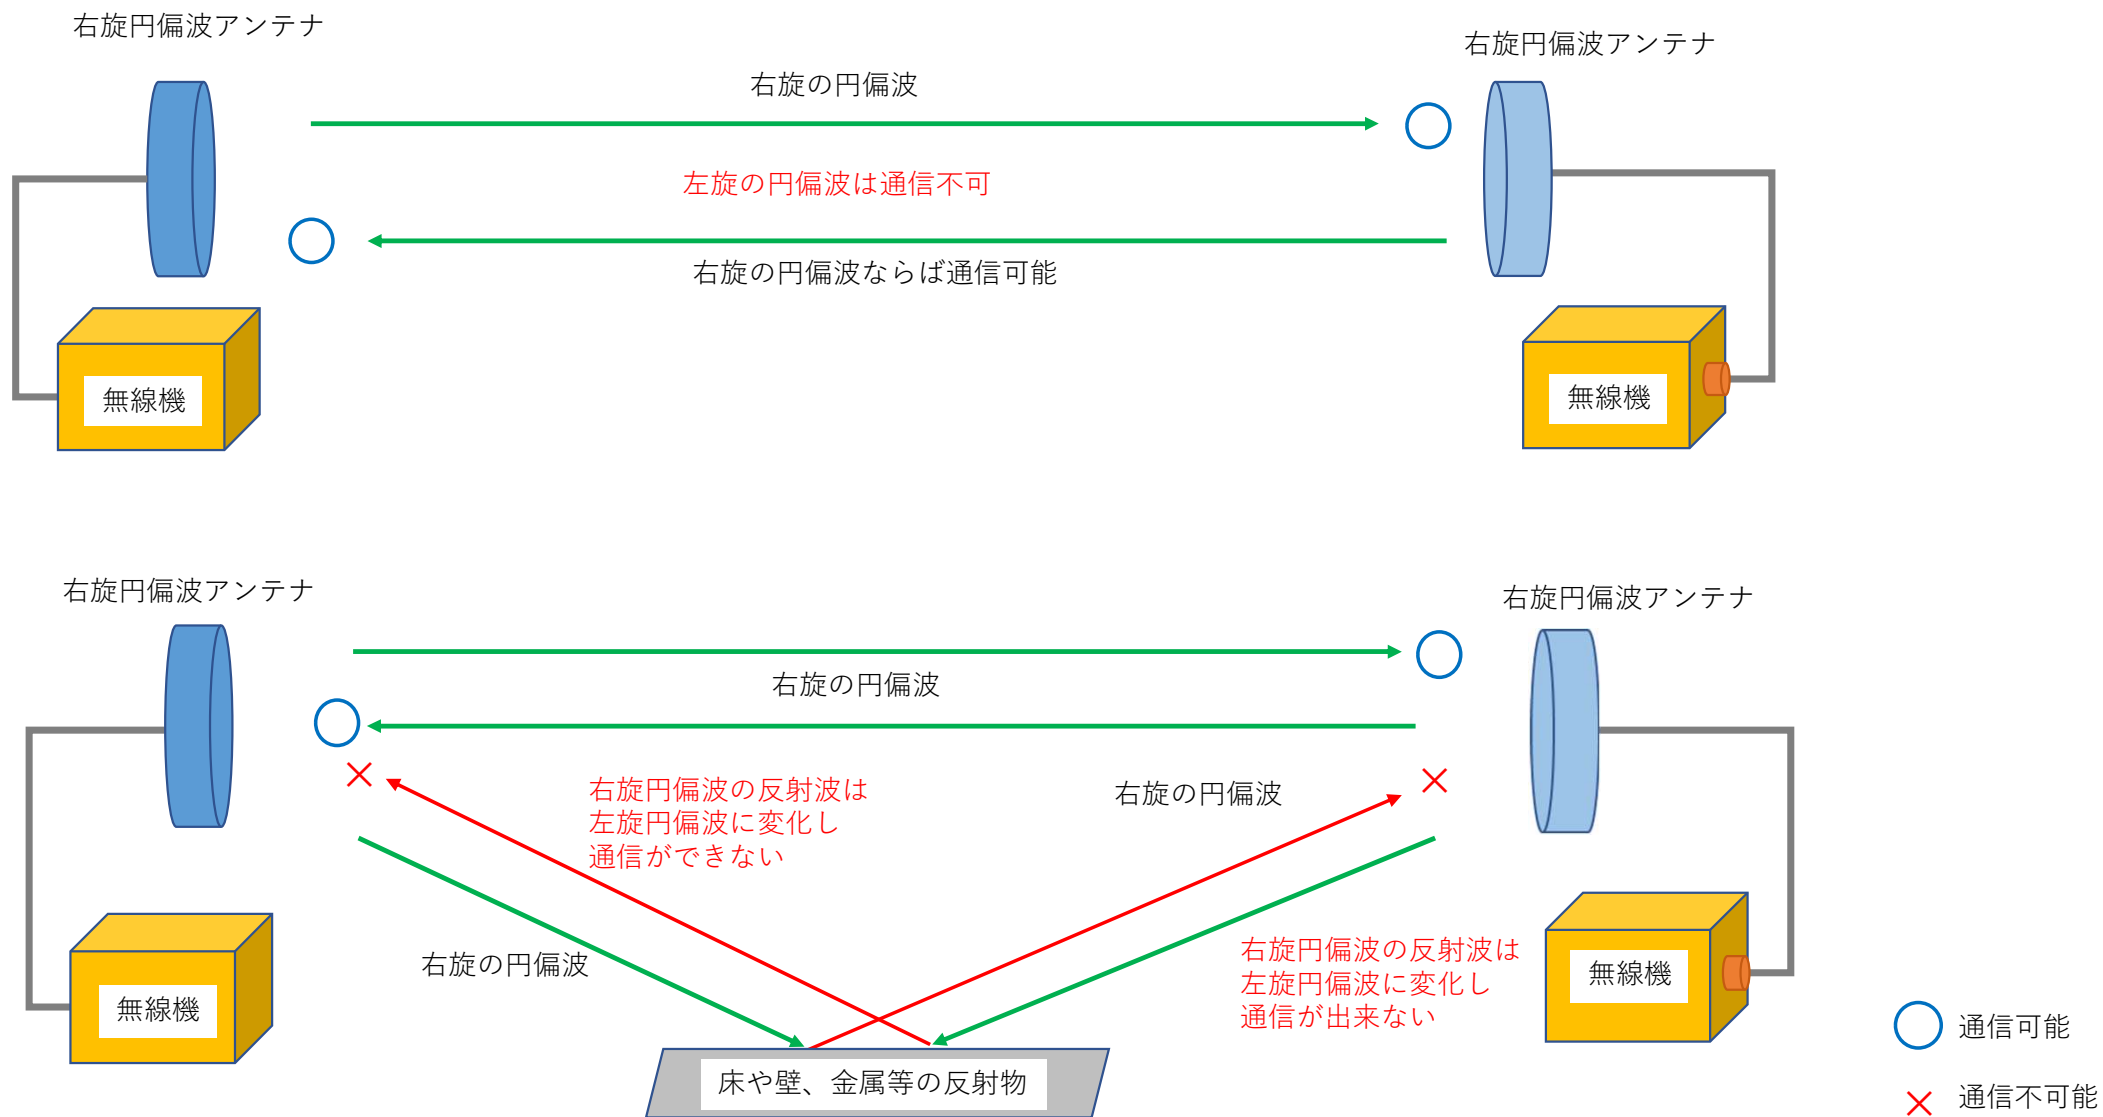 右旋円偏波アンテナ
右旋円偏波アンテナ
右旋の円偏波
左旋の円偏波は通信不可
右旋の円偏波ならば通信可能
無線機
無線機
右旋円偏波アンテナ
右旋円偏波アンテナ
右旋の円偏波
右旋円偏波の反射波は
左旋円偏波に変化し
通信ができない
右旋の円偏波
右旋の円偏波
右旋円偏波の反射波は
左旋円偏波に変化し
通信が出来ない
無線機
無線機
床や壁、金属等の反射物
通信可能
通信不可能